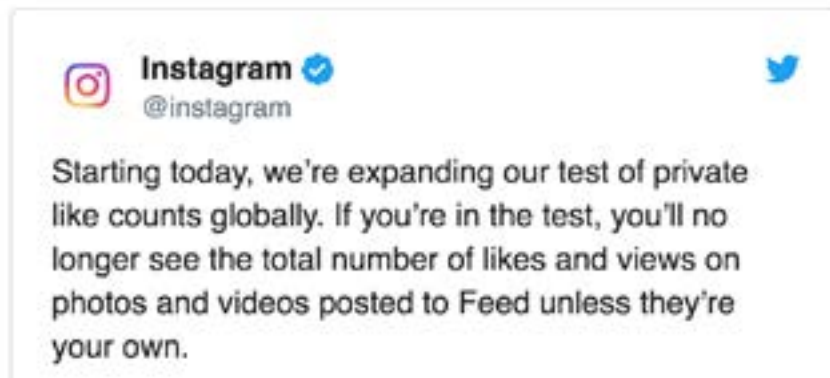 Instagram
@instagram
Starting today, we're expanding our test of private
like counts globally. If you're in the test, you'll no
longer see the total number of likes and views on
photos and videos posted to Feed unless they're
your own.